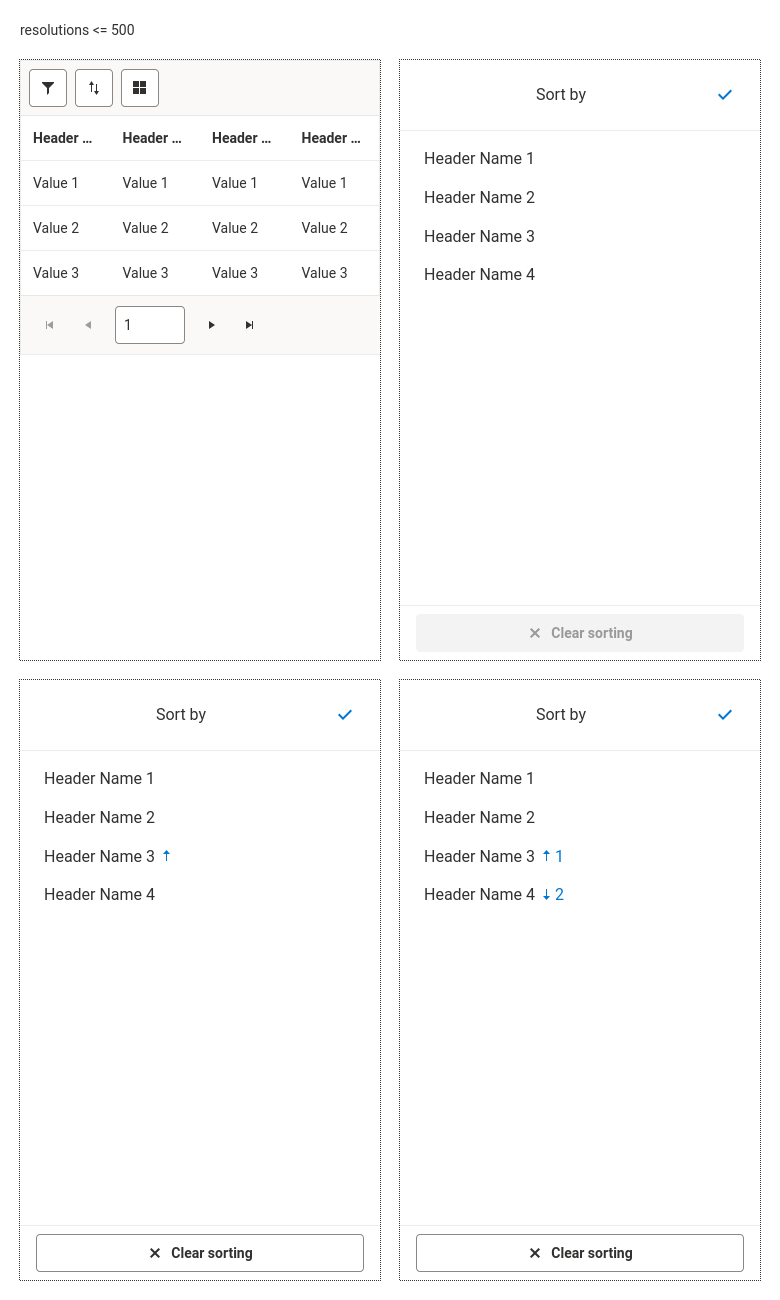 resolutions <= 500
Header ... Header ... Header ... Header ...
Value 1 Value 1 Value 1 Value 1
Value 2 Value 2 Value 2 Value 2
Value 3 Value 3 Value 3 Value 3
1
Sort by
Header Name 1
Header Name 2
Header Name 3
Header Name 4
Clear sorting
Sort by
Header Name 1
Header Name 2
Header Name 3 ↑
Header Name 4
Clear sorting
Sort by
Header Name 1
Header Name 2
Header Name 3 ↑ 1
Header Name 4 ↓ 2
Clear sorting